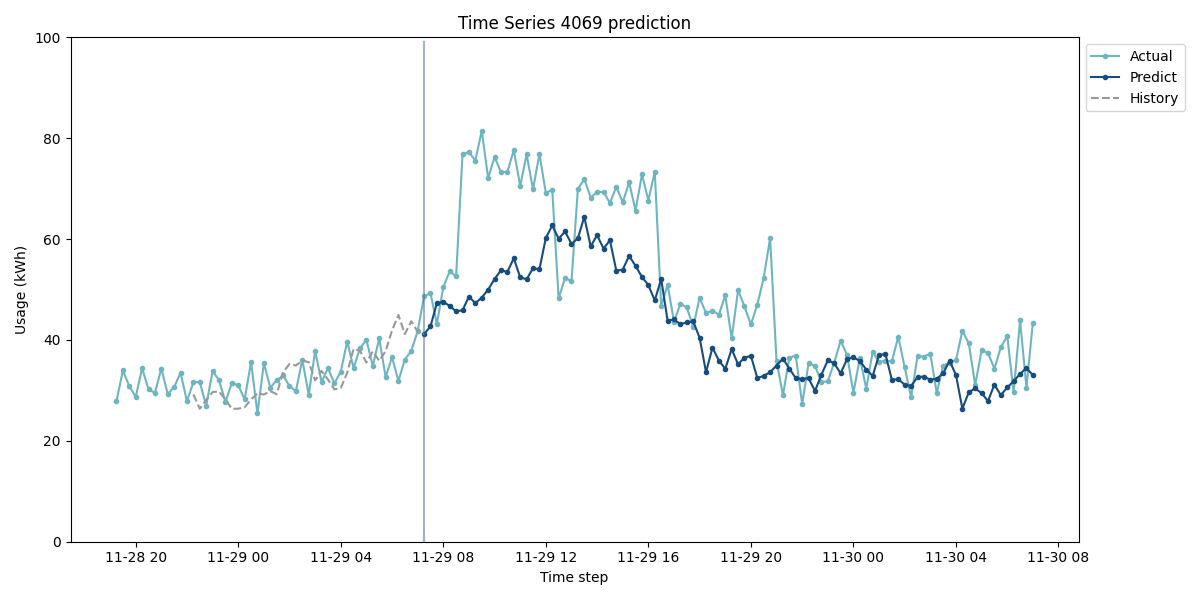 Time Series 4069 prediction
100
80
60
40
20
0
Usage (kWh)
11-28 20
11-29 00
11-29 04
11-29 08
11-29 12
11-29 16
11-29 20
11-30 00
11-30 04
11-30 08
Time step
Actual
Predict
History